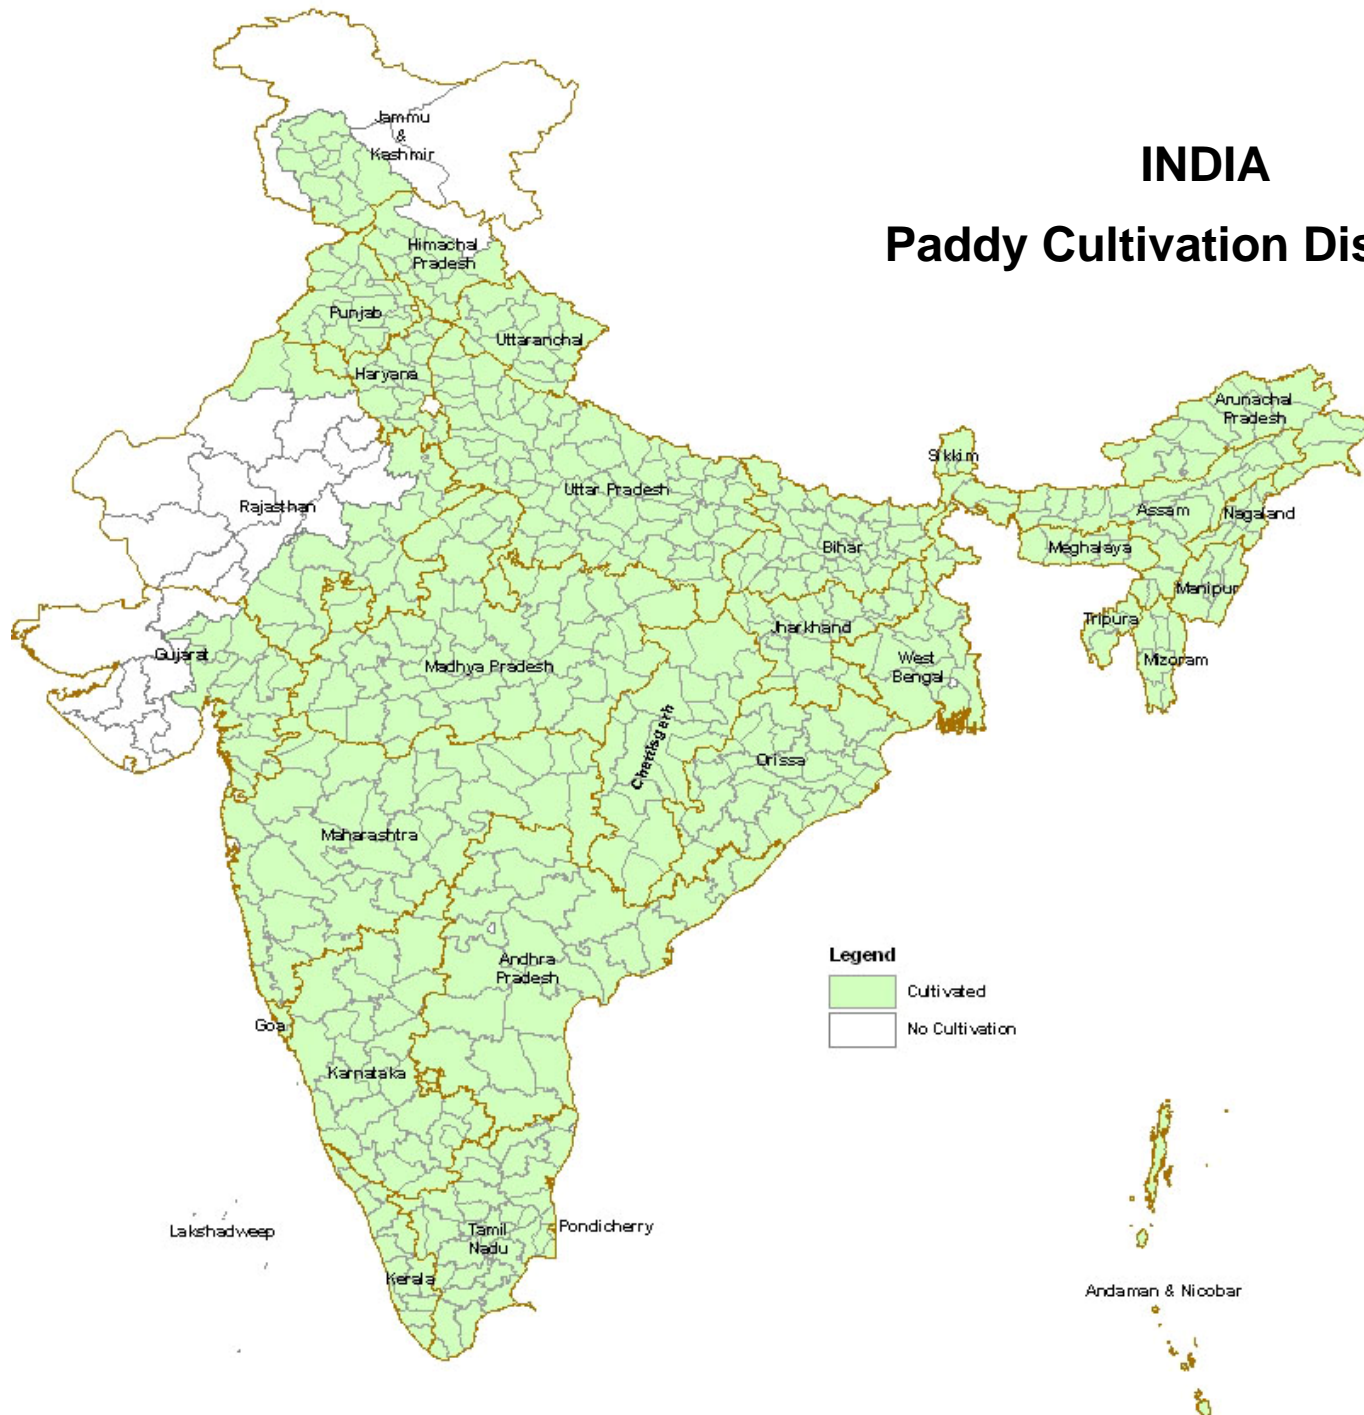 INDIA
Paddy Cultivation Dis
Jammu
&
Kashmir
Himachal
Pradesh
Punjab
Uttaranchal
Haryana
Arunachal
Pradesh
Sikkim
Rajasthan
Uttar Pradesh
Assam
Nagaland
Bihar
Meghalaya
Manipur
Tripura
Jharkhand
Gujarat
Madhya Pradesh
West
Bengal
Mizoram
Chattisgarh
Orissa
Maharashtra
Andhra
Pradesh
Legend
Cultivated
No Cultivation
Goa
Karnataka
Lakshadweep
Tamil
Nadu
Pondicherry
Kerala
Andaman & Nicobar